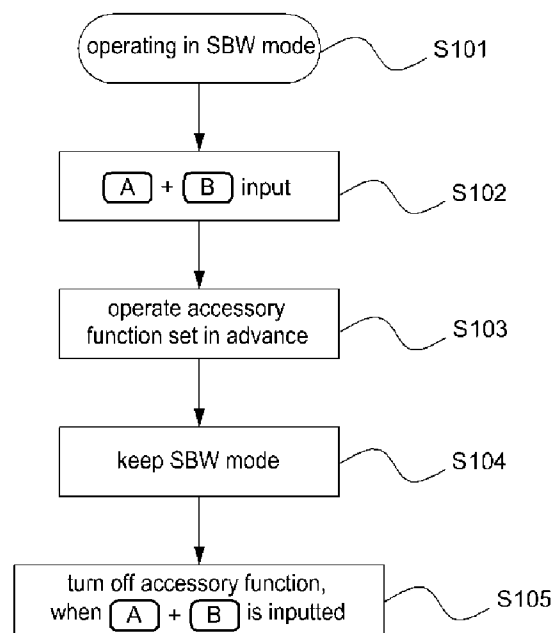 operating in SBW mode
S101
A + B input
S102
operate accessory
function set in advance
S103
keep SBW mode
S104
turn off accessory function,
when A + B is inputted
S105